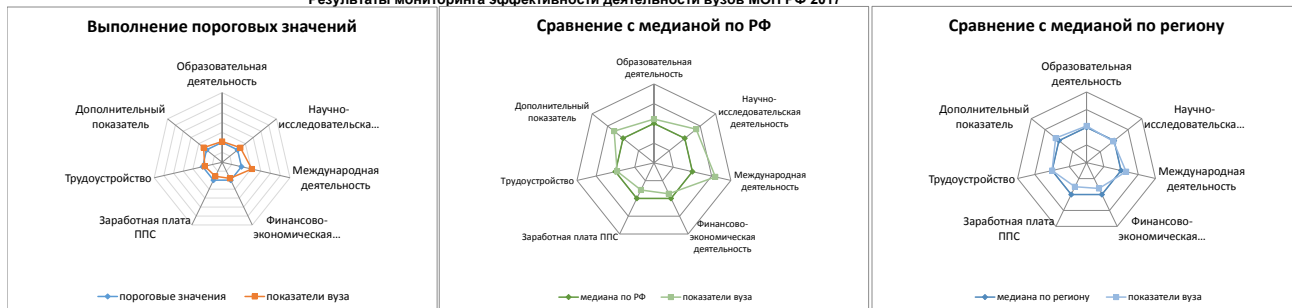 Результаты мониторинга эффективности деятельности вузов МОН РФ 2017
Выполнение пороговых значений
Образовательная
деятельность
Научно-
исследовательска...
Международная
деятельность
Финансово-
экономическая...
Заработная плата
ППС
Трудоустройство
Дополнительный
показатель
пороговые значения
показатели вуза
Сравнение с медианой по РФ
Образовательная
деятельность
Научно-
исследовательская
деятельность
Международная
деятельность
Финансово-
экономическая
деятельность
Заработная плата ППС
Трудоустройство
Дополнительный
показатель
медиана по РФ
показатели вуза
Сравнение с медианой по региону
Образовательная
деятельность
Научно-
исследовательска...
Международная
деятельность
Финансово-
экономическая...
Заработная плата
ППС
Трудоустройство
Дополнительный
показатель
медиана по региону
показатели вуза